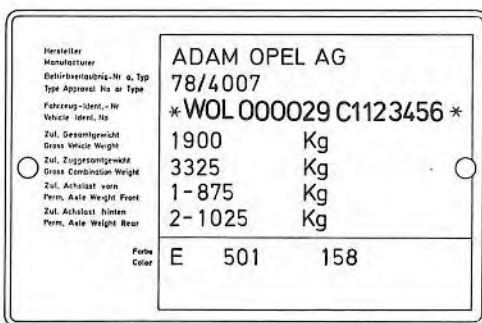 Hersteller
Manufacturer
ADAM OPEL AG
Betriebserlaubnis-Nr o, Typ
Type Approval No or Type
78/4007
Fahrzeug-Ident.-Nr
Vehicle Ident. No
*WOL000029C1123456*
Zul. Gesamtgewicht
Gross Vehicle Weight
1900 Kg
Zul. Zuggesamtgewicht
Gross Combination Weight
3325 Kg
Zul. Achslast vorn
Perm. Axle Weight Front
1-875 Kg
Zul. Achslast hinten
Perm. Axle Weight Rear
2-1025 Kg
Farbe
Color
E 501 158